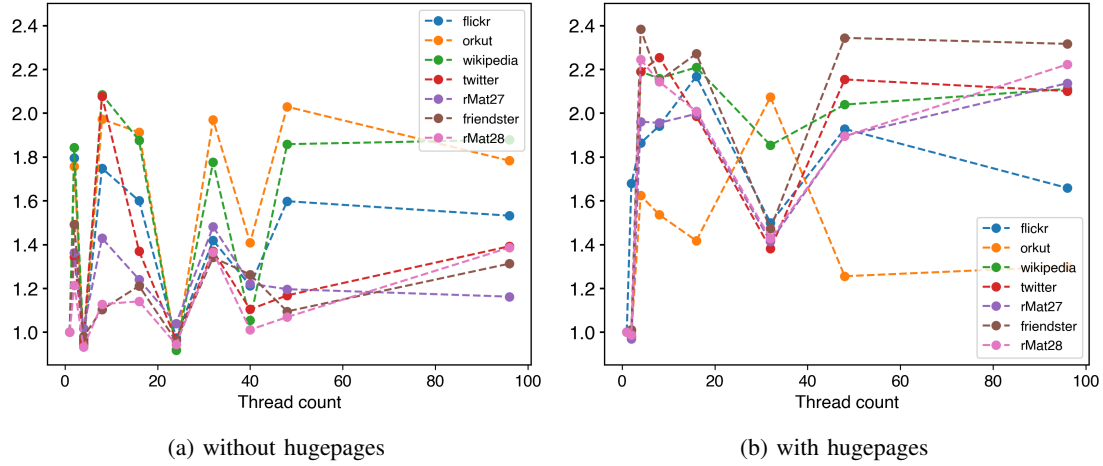 2.4
2.2
2.0
1.8
1.6
1.4
1.2
1.0
0
20
40
60
80
100
Thread count
flickr
orkut
wikipedia
twitter
rMat27
friendster
rMat28
(a) without hugepages
2.4
2.2
2.0
1.8
1.6
1.4
1.2
1.0
0
20
40
60
80
100
Thread count
flickr
orkut
wikipedia
twitter
rMat27
friendster
rMat28
(b) with hugepages